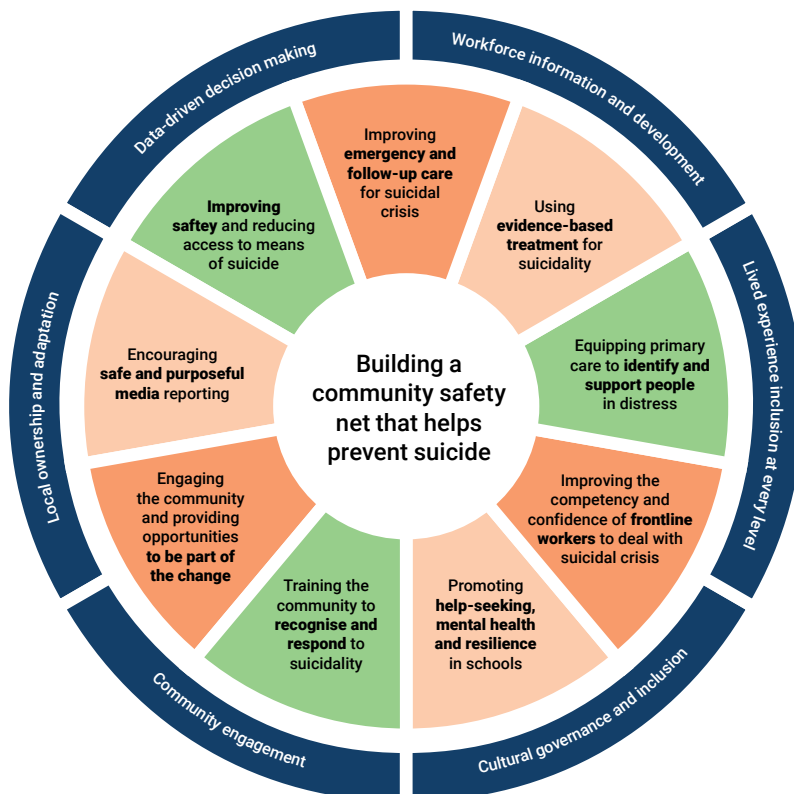 Data-driven decision making
Workforce information and development
Lived experience inclusion at every level
Cultural governance and inclusion
Community engagement
Local ownership and adaptation
Improving
emergency and
follow-up care
for suicidal
crisis
Using
evidence-based
treatment for
suicidality
Equipping primary
care to identify and
support people
in distress
Improving the
competency and
confidence of frontline
workers to deal with
suicidal crisis
Promoting
help-seeking,
mental health
and resilience
in schools
Training the
community to
recognise and
respond to
suicidality
Engaging
the community
and providing
opportunities
to be part of
the change
Encouraging
safe and purposeful
media reporting
Improving
saftey and reducing
access to means
of suicide
Building a
community safety
net that helps
prevent suicide